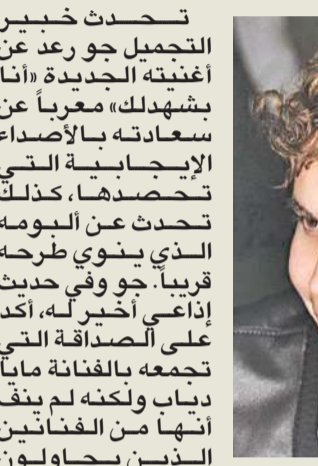 تحدث خبير
التجميل جو رعد عن
أغنيته الجديدة «أنا
بشهدلك» معرباً عن
سعادته بالأصداء
الإيجابية التي
تحصدها، كذلك
تحدث عن ألبومه
الذي ينوي طرحه
قريباً. جو وفي حديث
إذاعي أخير له، أكد
على الصداقة التي
تجمعه بالفنانة مايا
دياب ولكنه لم ينف
أنها من الفنانين
الذين يحاولون